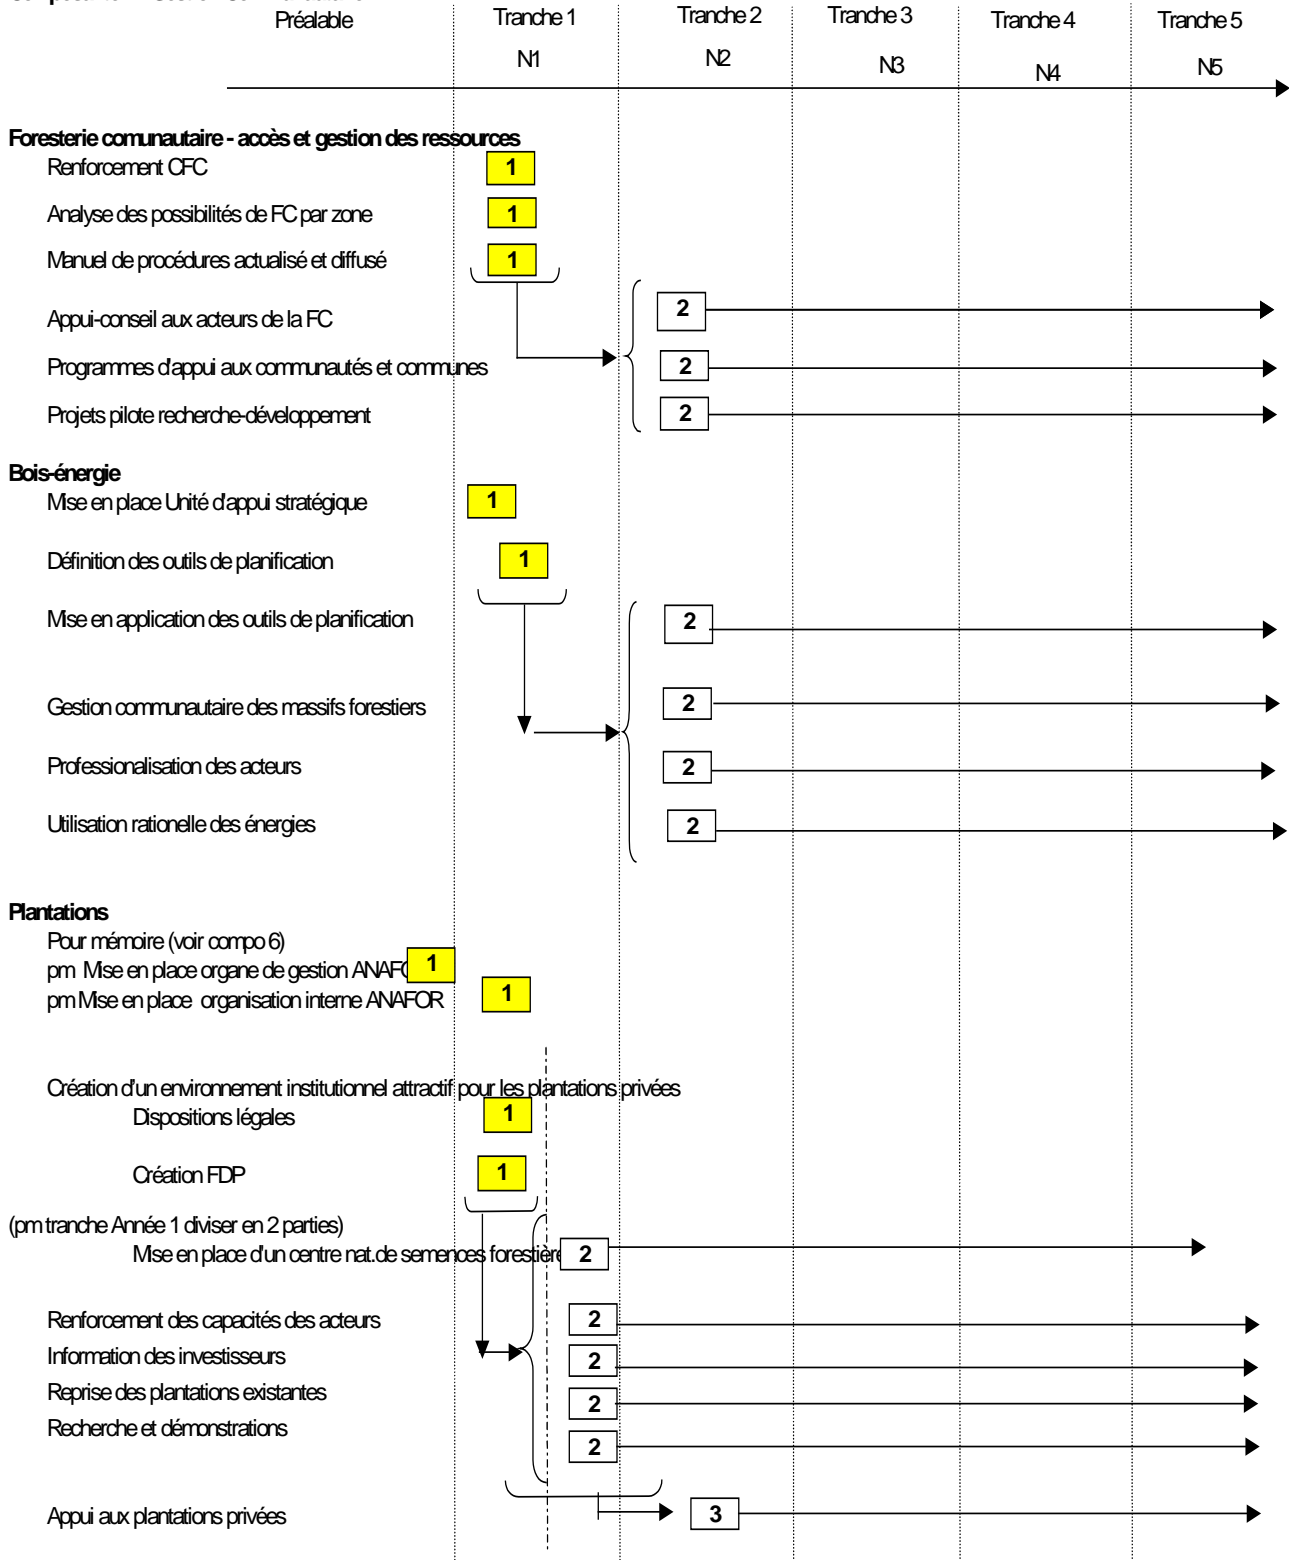 Préalable Tranche 1 Tranche 2 Tranche 3 Tranche 4 Tranche 5
N1 N2 N3 N4 N5
Foresterie comunautaire - accès et gestion des ressources
Renforcement CFC 1
Analyse des possibilités de FC par zone 1
Manuel de procédures actualisé et diffusé 1
Appui-conseil aux acteurs de la FC 2
Programmes d'appui aux communautés et communes 2
Projets pilote recherche-développement 2
Bois-énergie
Mise en place Unité d'appui stratégique 1
Définition des outils de planification 1
Mise en application des outils de planification 2
Gestion communautaire des massifs forestiers 2
Professionalisation des acteurs 2
Utilisation rationelle des énergies 2
Plantations
Pour mémoire (voir compo 6)
pm Mise en place organe de gestion ANAFO 1
pm Mise en place organisation interne ANAFOR 1
Création d'un environnement institutionnel attractif pour les plantations privées
Dispositions légales 1
Création FDP 1
(pm tranche Année 1 diviser en 2 parties)
Mise en place d'un centre nat.de semences forestière 2
Renforcement des capacités des acteurs 2
Information des investisseurs 2
Reprise des plantations existantes 2
Recherche et démonstrations 2
Appui aux plantations privées 3